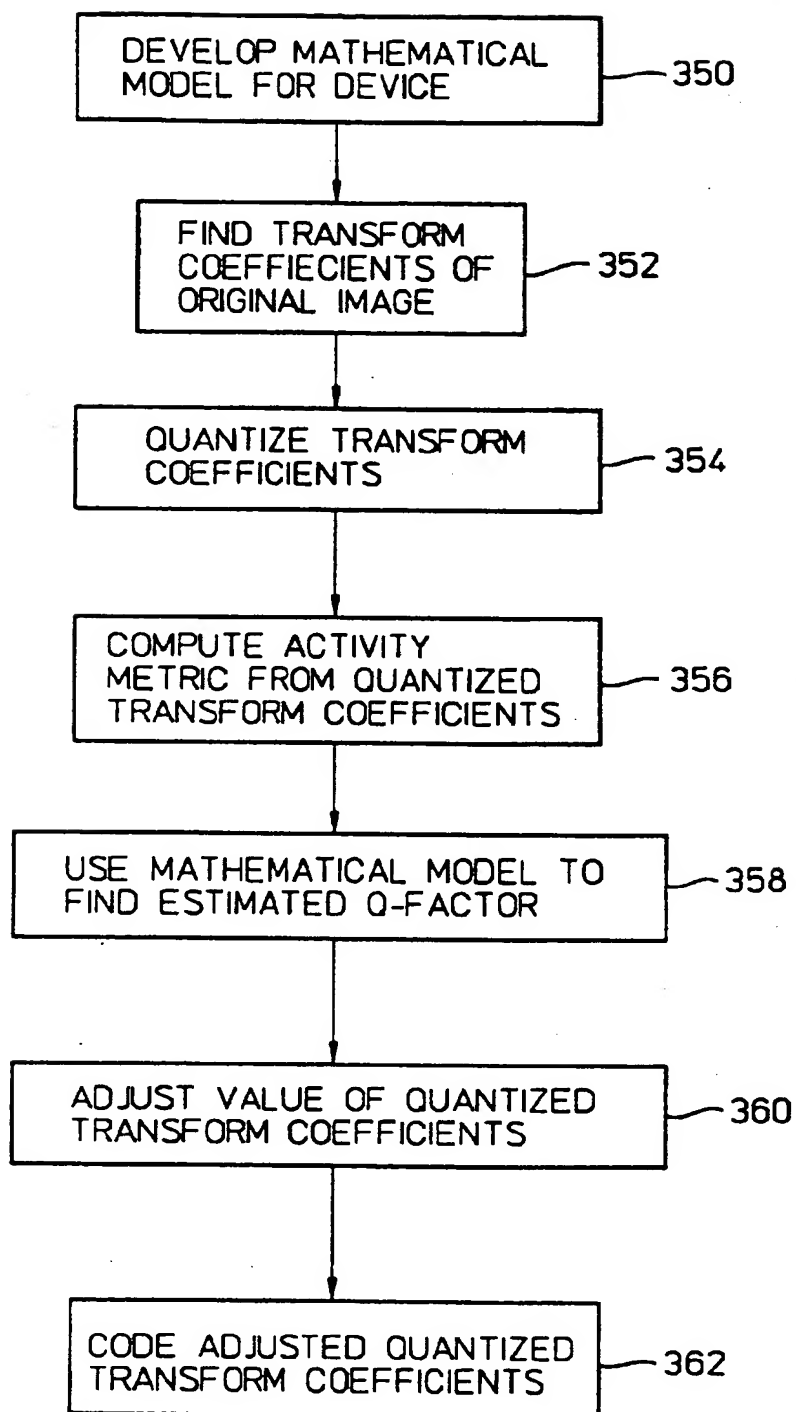 DEVELOP MATHEMATICAL
MODEL FOR DEVICE
350
FIND TRANSFORM
COEFFIECIENTS OF
ORIGINAL IMAGE
352
QUANTIZE TRANSFORM
COEFFICIENTS
354
COMPUTE ACTIVITY
METRIC FROM QUANTIZED
TRANSFORM COEFFICIENTS
356
USE MATHEMATICAL MODEL TO
FIND ESTIMATED Q-FACTOR
358
ADJUST VALUE OF QUANTIZED
TRANSFORM COEFFICIENTS
360
CODE ADJUSTED QUANTIZED
TRANSFORM COEFFICIENTS
362